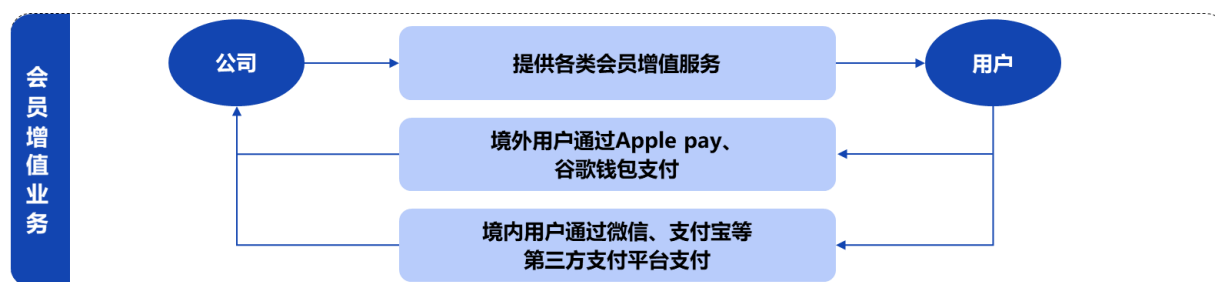 会员增值业务
公司
提供各类会员增值服务
用户
境外用户通过Apple pay、
谷歌钱包支付
境内用户通过微信、支付宝等
第三方支付平台支付